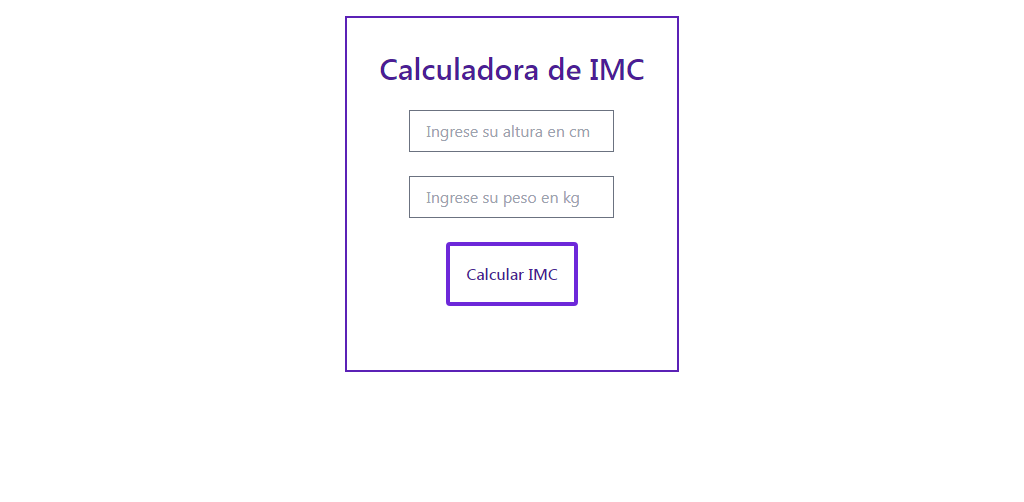 Calculadora de IMC
Ingrese su altura en cm
Ingrese su peso en kg
Calcular IMC